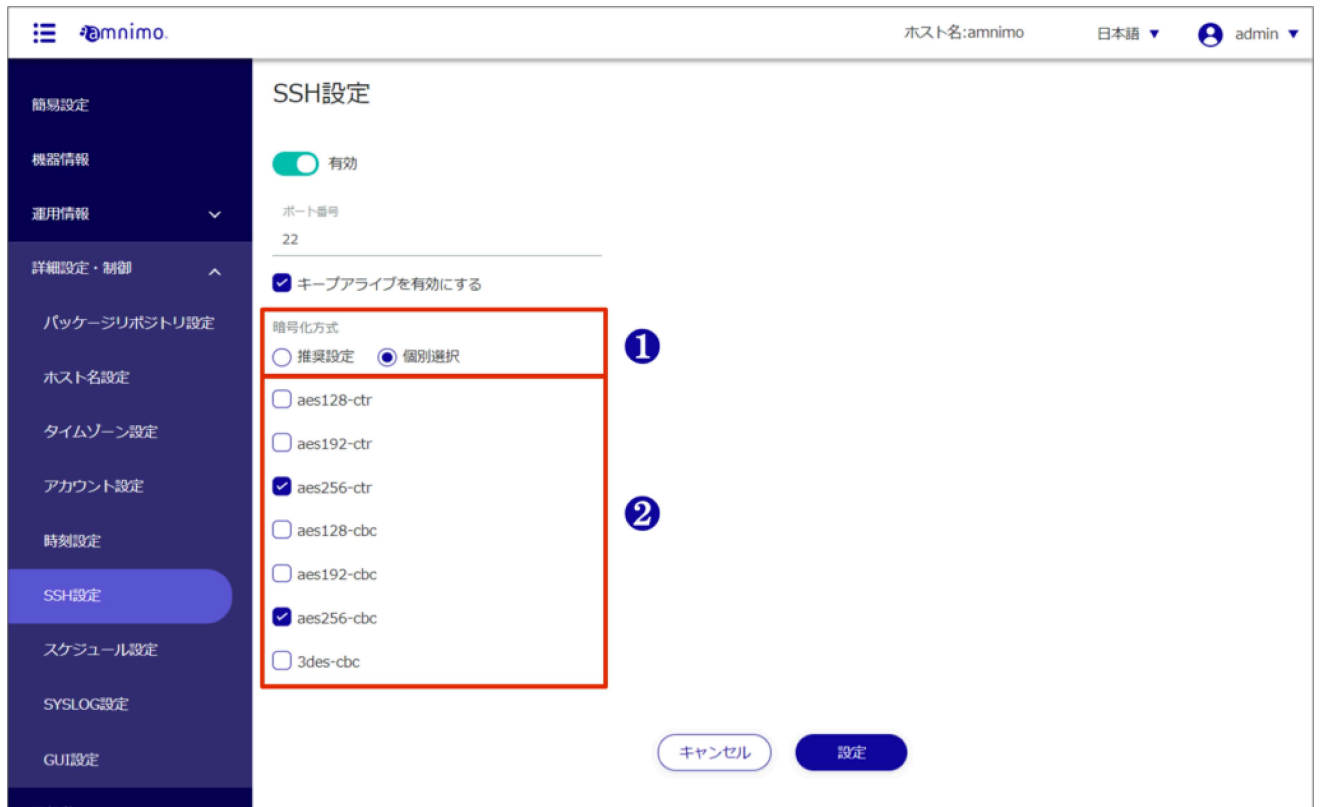 amnimo
ホスト名:amnimo
日本語 ▼
admin ▼
簡易設定
機器情報
運用情報
詳細設定・制御
パッケージリポジトリ設定
ホスト名設定
タイムゾーン設定
アカウント設定
時刻設定
SSH設定
スケジュール設定
SYSLOG設定
GUI設定
SSH設定
有効
ポート番号
22
キープアライブを有効にする
暗号化方式
推奨設定 個別選択
❶
aes128-ctr
aes192-ctr
aes256-ctr
aes128-cbc
aes192-cbc
aes256-cbc
3des-cbc
❷
キャンセル
設定